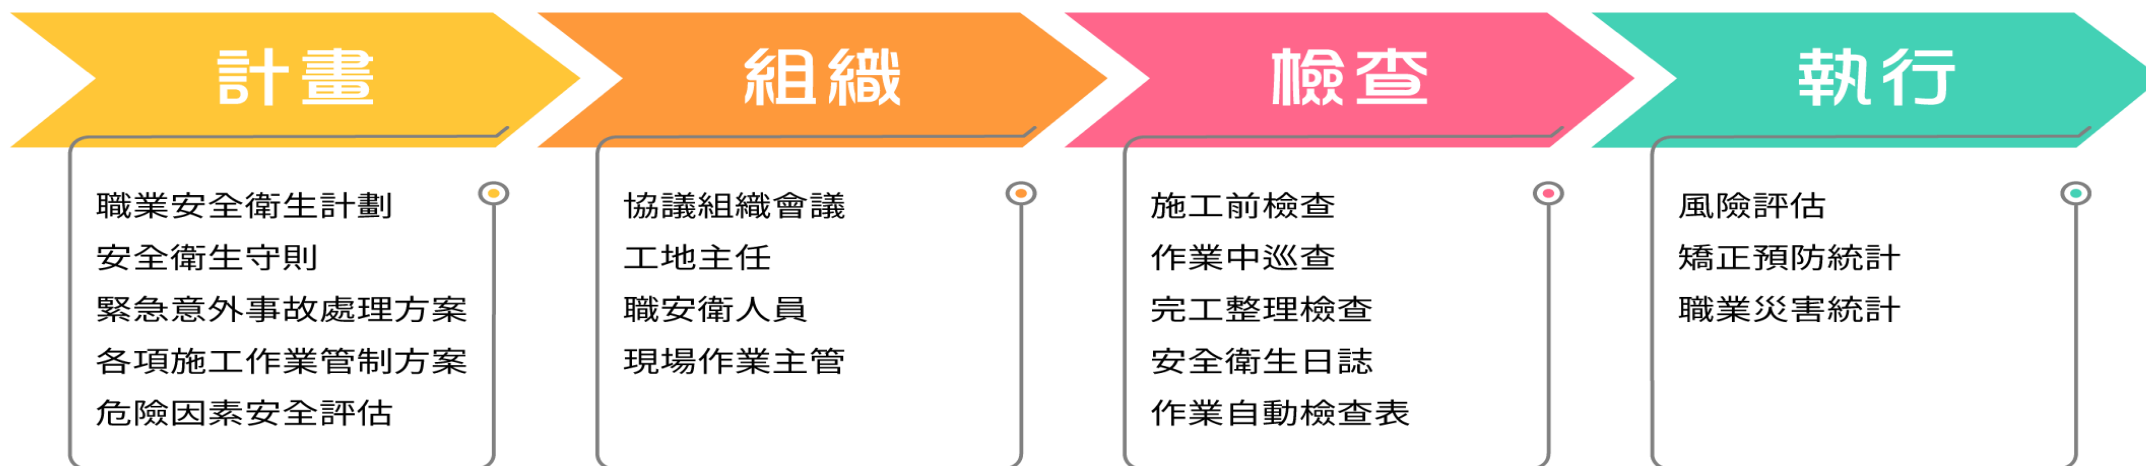 計畫
職業安全衛生計劃
安全衛生守則
緊急意外事故處理方案
各項施工作業管制方案
危險因素安全評估
組織
協議組織會議
工地主任
職安衛人員
現場作業主管
檢查
施工前檢查
作業中巡查
完工整理檢查
安全衛生日誌
作業自動檢查表
執行
風險評估
矯正預防統計
職業災害統計